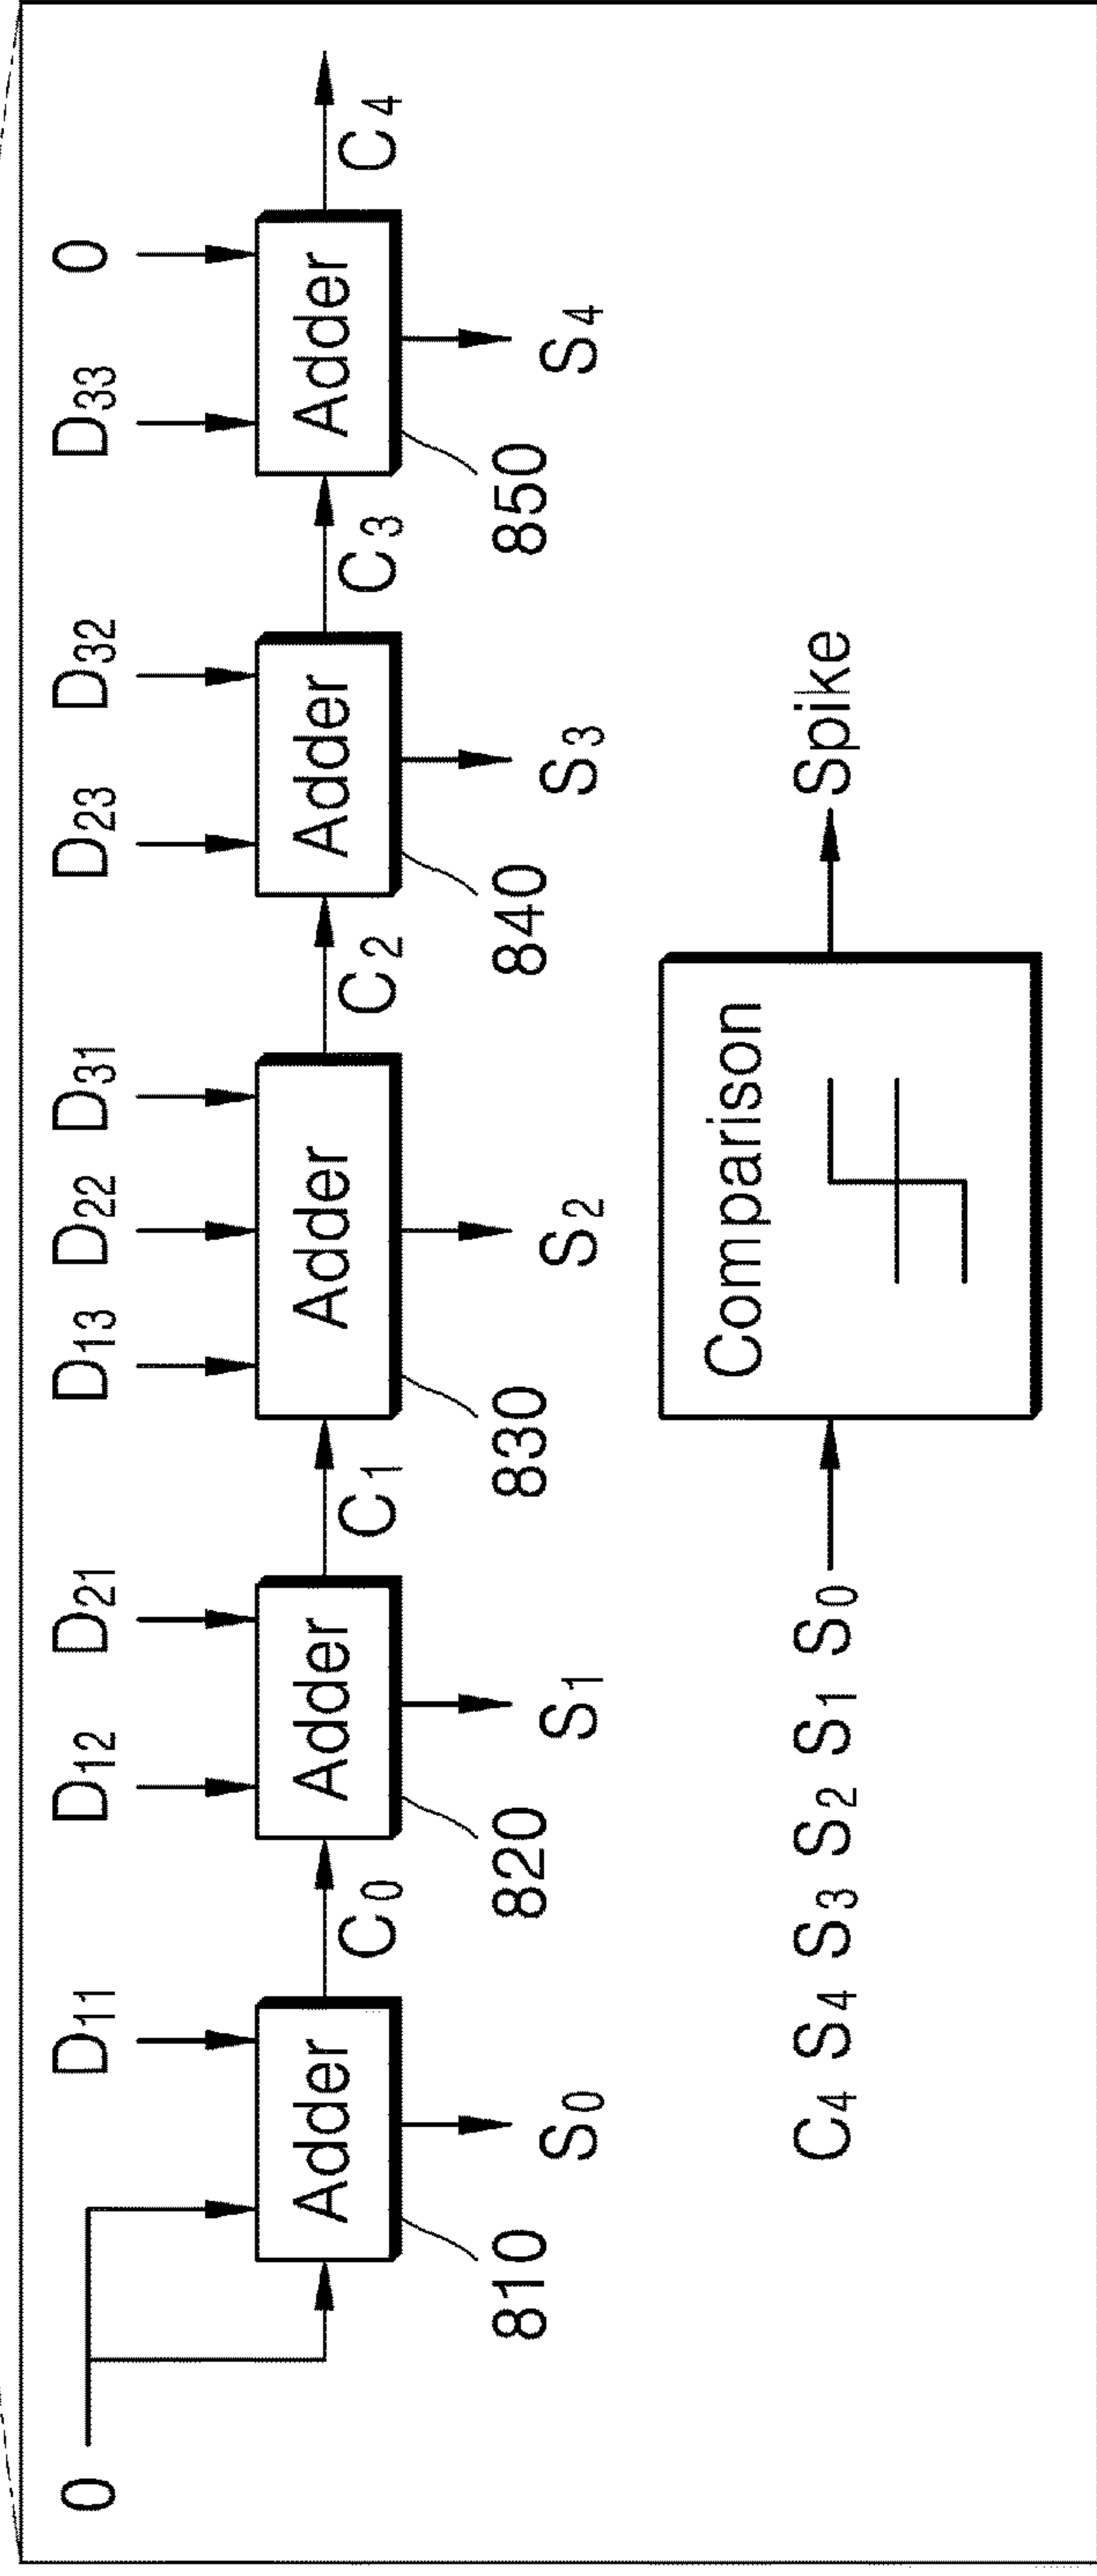 0 D11 D12 D21 D13 D22 D31 D23 D32 D33 0
Adder Adder Adder Adder Adder
C0 C1 C2 C3 C4
810 820 830 840 850
S0 S1 S2 S3 S4
Comparison
C4 S4 S3 S2 S1 S0 Spike